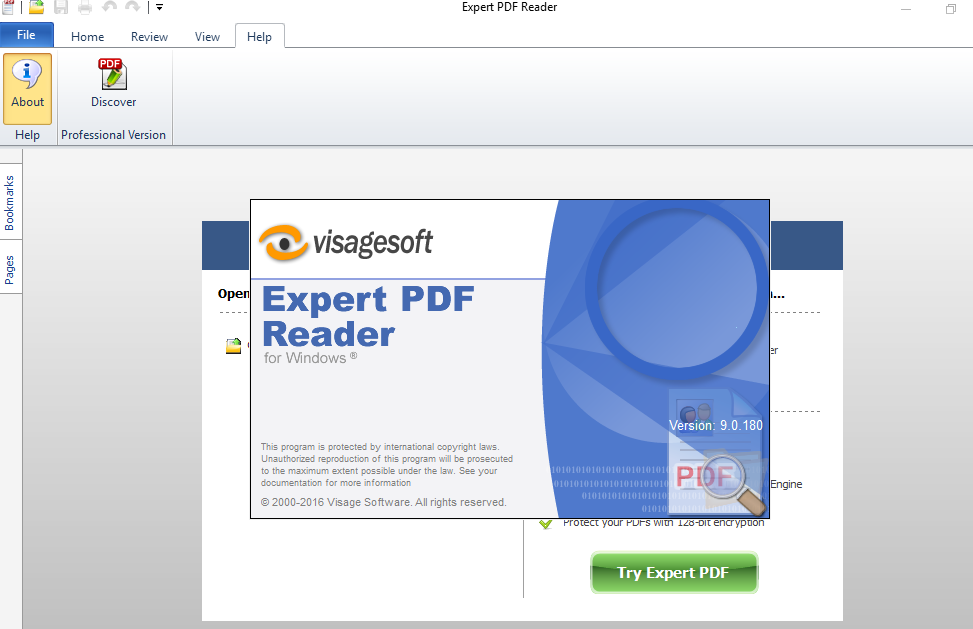 Expert PDF Reader
File
Home
Review
View
Help
About
PDF
Discover
Help
Professional Version
Bookmarks
Pages
visagesoft
Expert PDF
Reader
for Windows ®
Version: 9.0.180
PDF
This program is protected by international copyright laws.
Unauthorized reproduction of this program will be prosecuted
to the maximum extent possible under the law. See your
documentation for more information
© 2000-2016 Visage Software. All rights reserved.
Open
Engine
Protect your PDFs with 128-bit encryption
Try Expert PDF